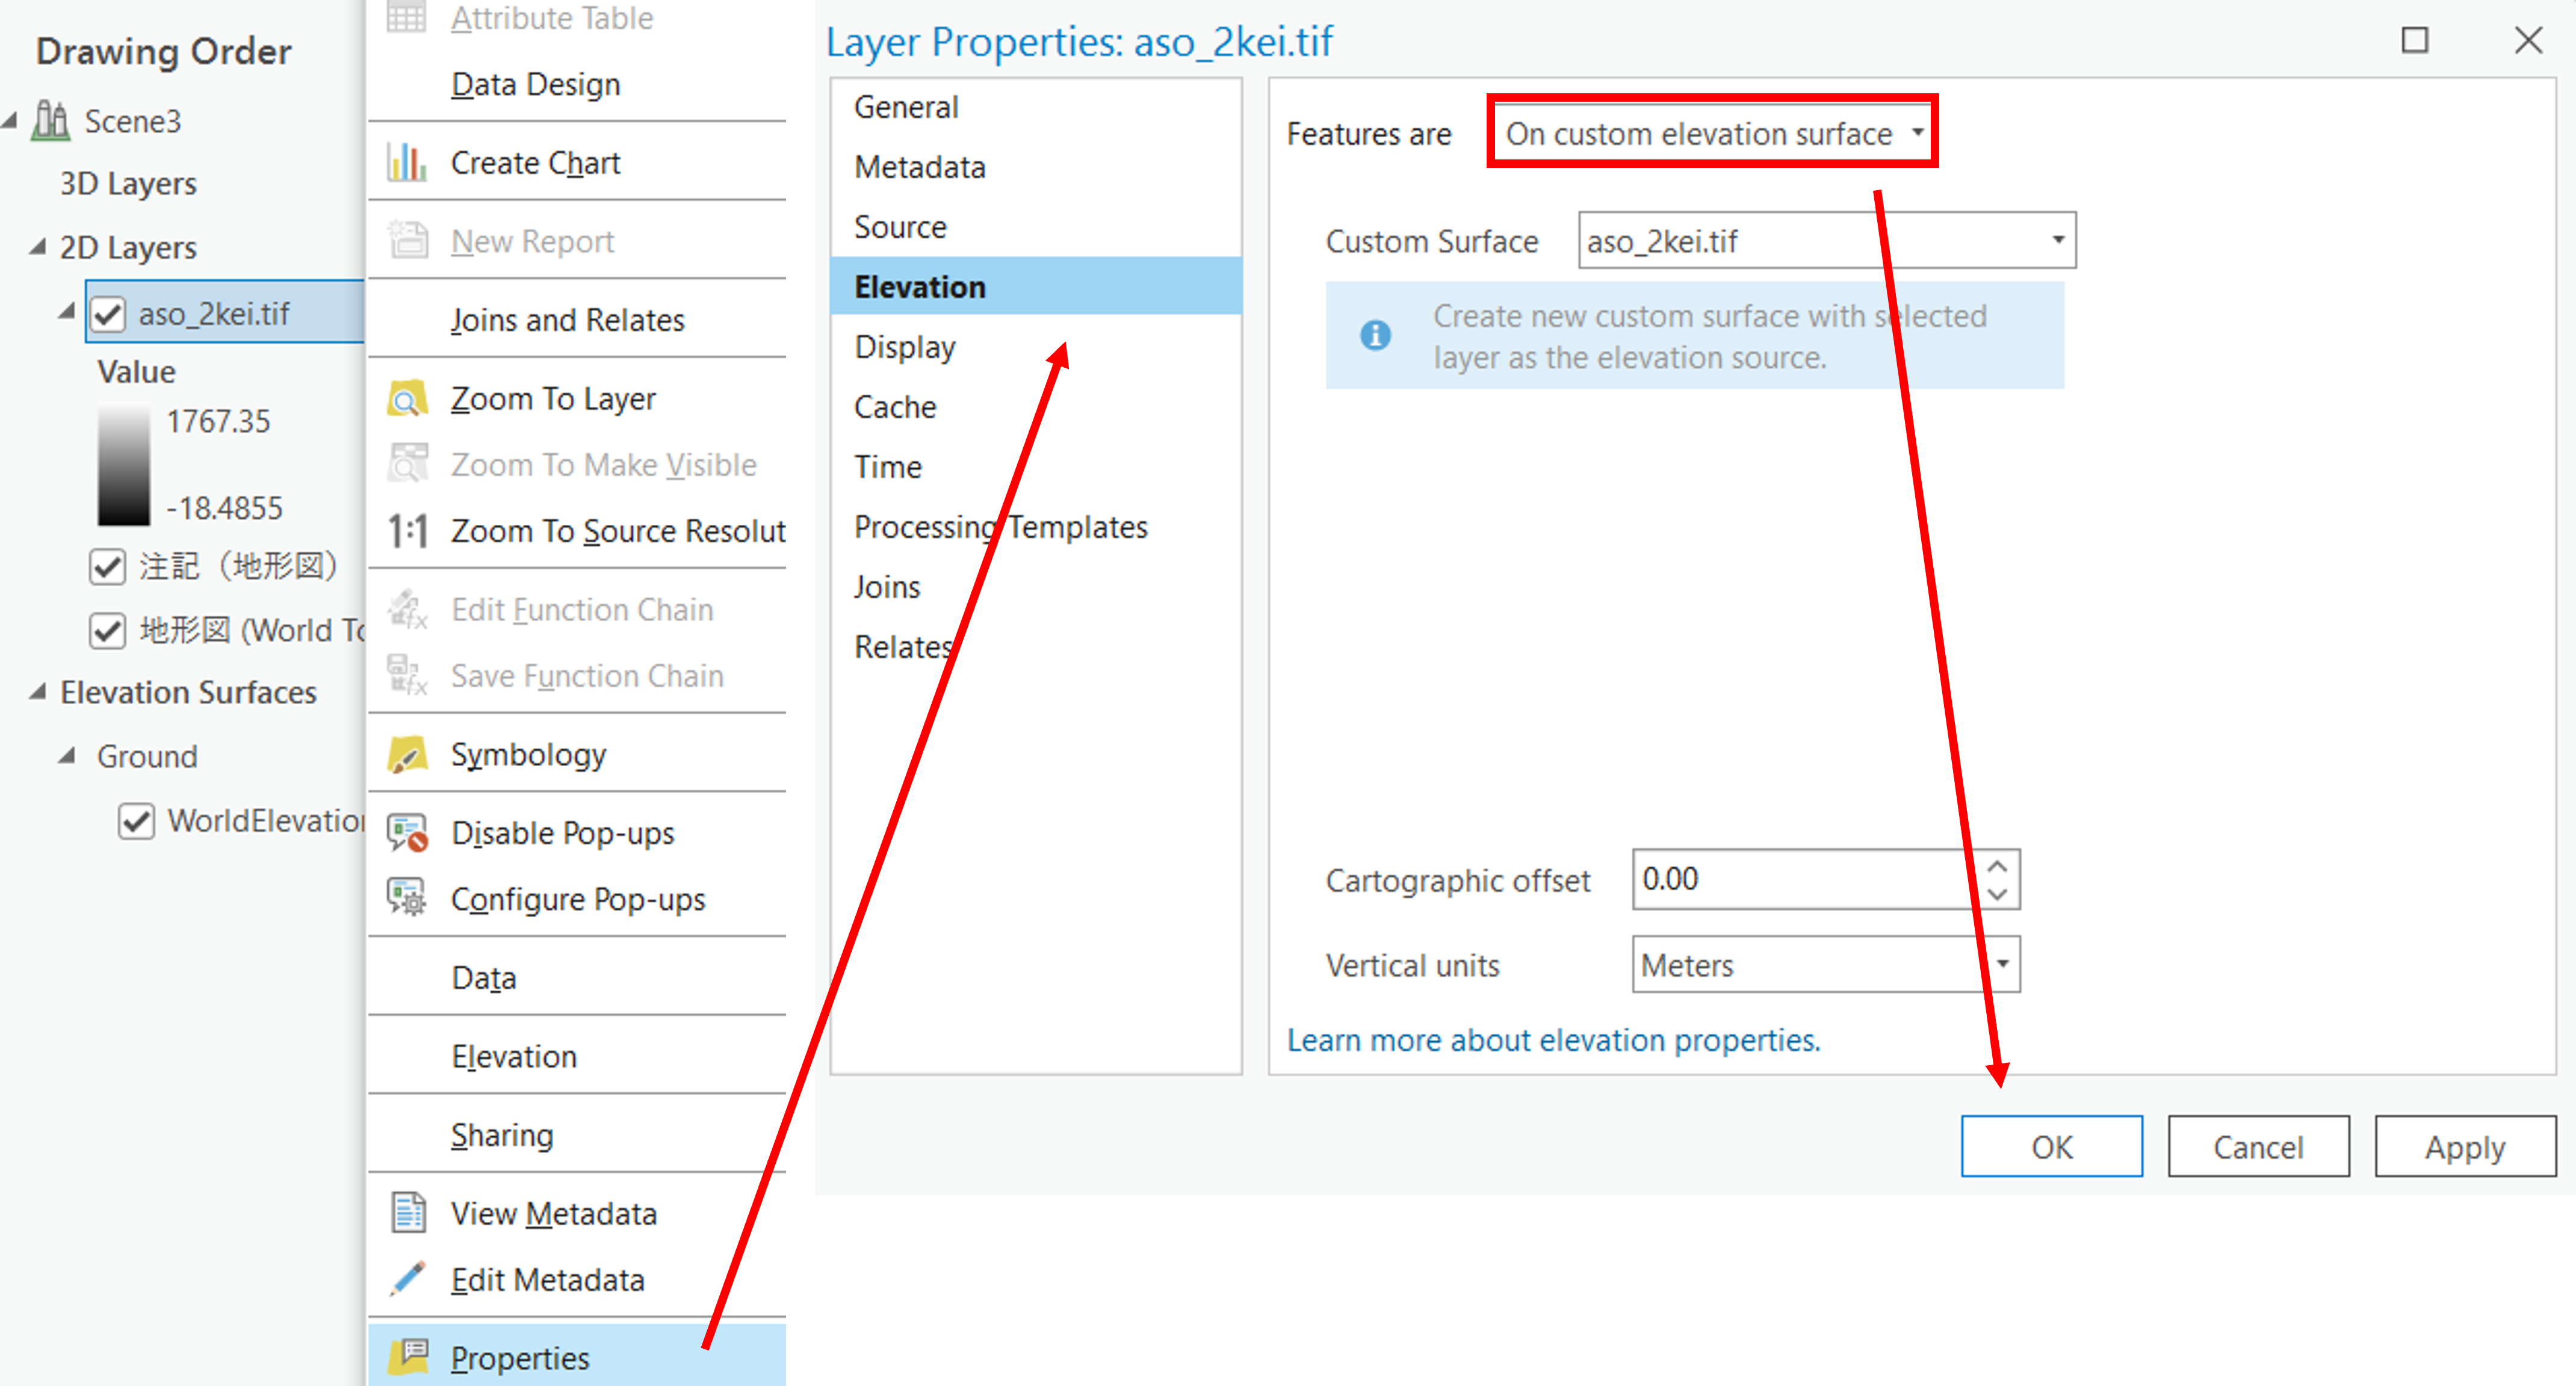 Drawing Order
Scene3
3D Layers
2D Layers
aso_2kei.tif
Value
1767.35
-18.4855
注記（地形図）
地形図 (World To
Elevation Surfaces
Ground
WorldElevation
Attribute Table
Data Design
Create Chart
New Report
Joins and Relates
Zoom To Layer
Zoom To Make Visible
1:1 Zoom To Source Resolut
Edit Function Chain
Save Function Chain
Symbology
Disable Pop-ups
Configure Pop-ups
Data
Elevation
Sharing
View Metadata
Edit Metadata
Properties
Layer Properties: aso_2kei.tif
General
Metadata
Source
Elevation
Display
Cache
Time
Processing Templates
Joins
Relates
Features are On custom elevation surface
Custom Surface aso_2kei.tif
Create new custom surface with selected
layer as the elevation source.
Cartographic offset 0.00
Vertical units Meters
Learn more about elevation properties.
OK Cancel Apply